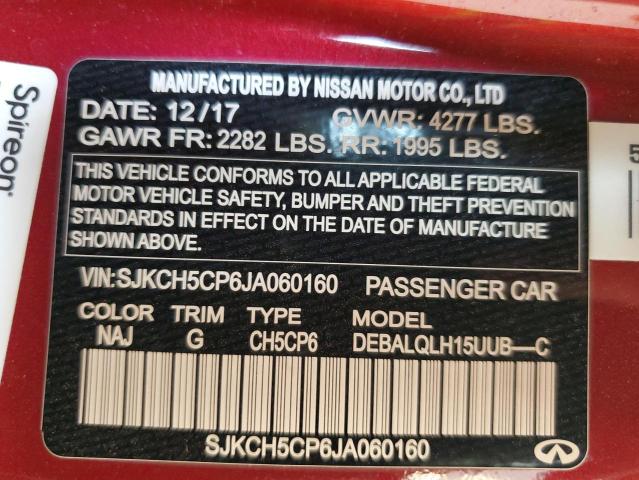 MANUFACTURED BY NISSAN MOTOR CO., LTD
DATE: 12/17 GVWR: 4277 LBS.
GAWR FR: 2282 LBS. RR: 1995 LBS.
THIS VEHICLE CONFORMS TO ALL APPLICABLE FEDERAL
MOTOR VEHICLE SAFETY, BUMPER AND THEFT PREVENTION
STANDARDS IN EFFECT ON THE DATE OF MANUFACTURE
SHOWN ABOVE.
VIN:SJKCH5CP6JA060160 PASSENGER CAR
COLOR TRIM TYPE MODEL
NAJ G CH5CP6 DEBALQLH15UUB—C
SJKCH5CP6JA060160
Spireon
5